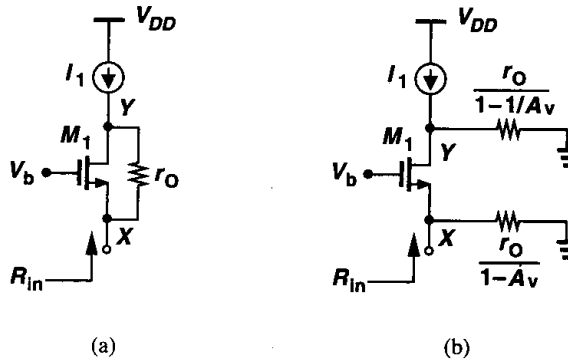 V_DD
I_1
Y
M_1
V_b
r_O
X
R_in
(a)
V_DD
I_1
r_O
1–1/A_v
M_1
Y
V_b
X
r_O
1–A_v
R_in
(b)